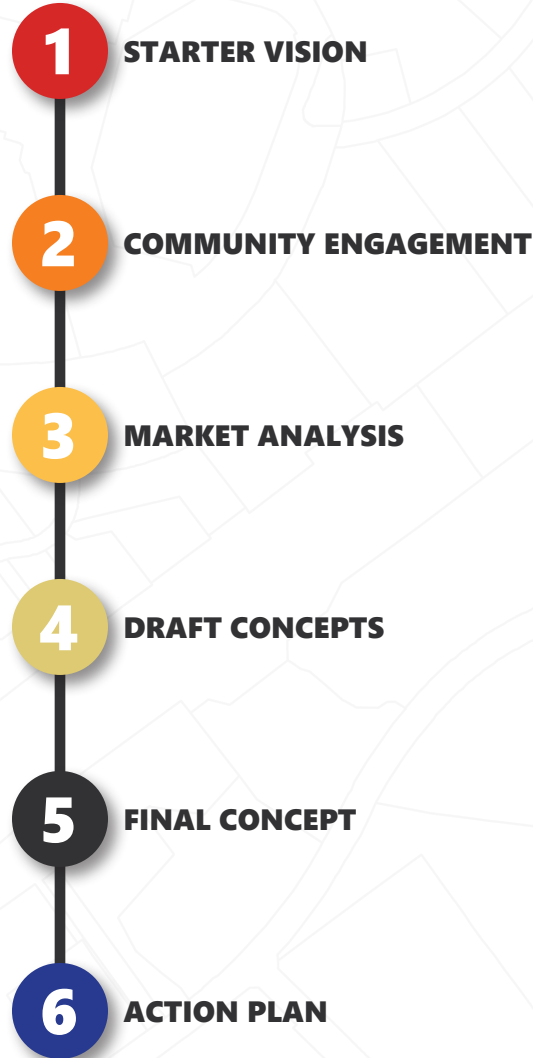 1
STARTER VISION
2
COMMUNITY ENGAGEMENT
3
MARKET ANALYSIS
4
DRAFT CONCEPTS
5
FINAL CONCEPT
6
ACTION PLAN